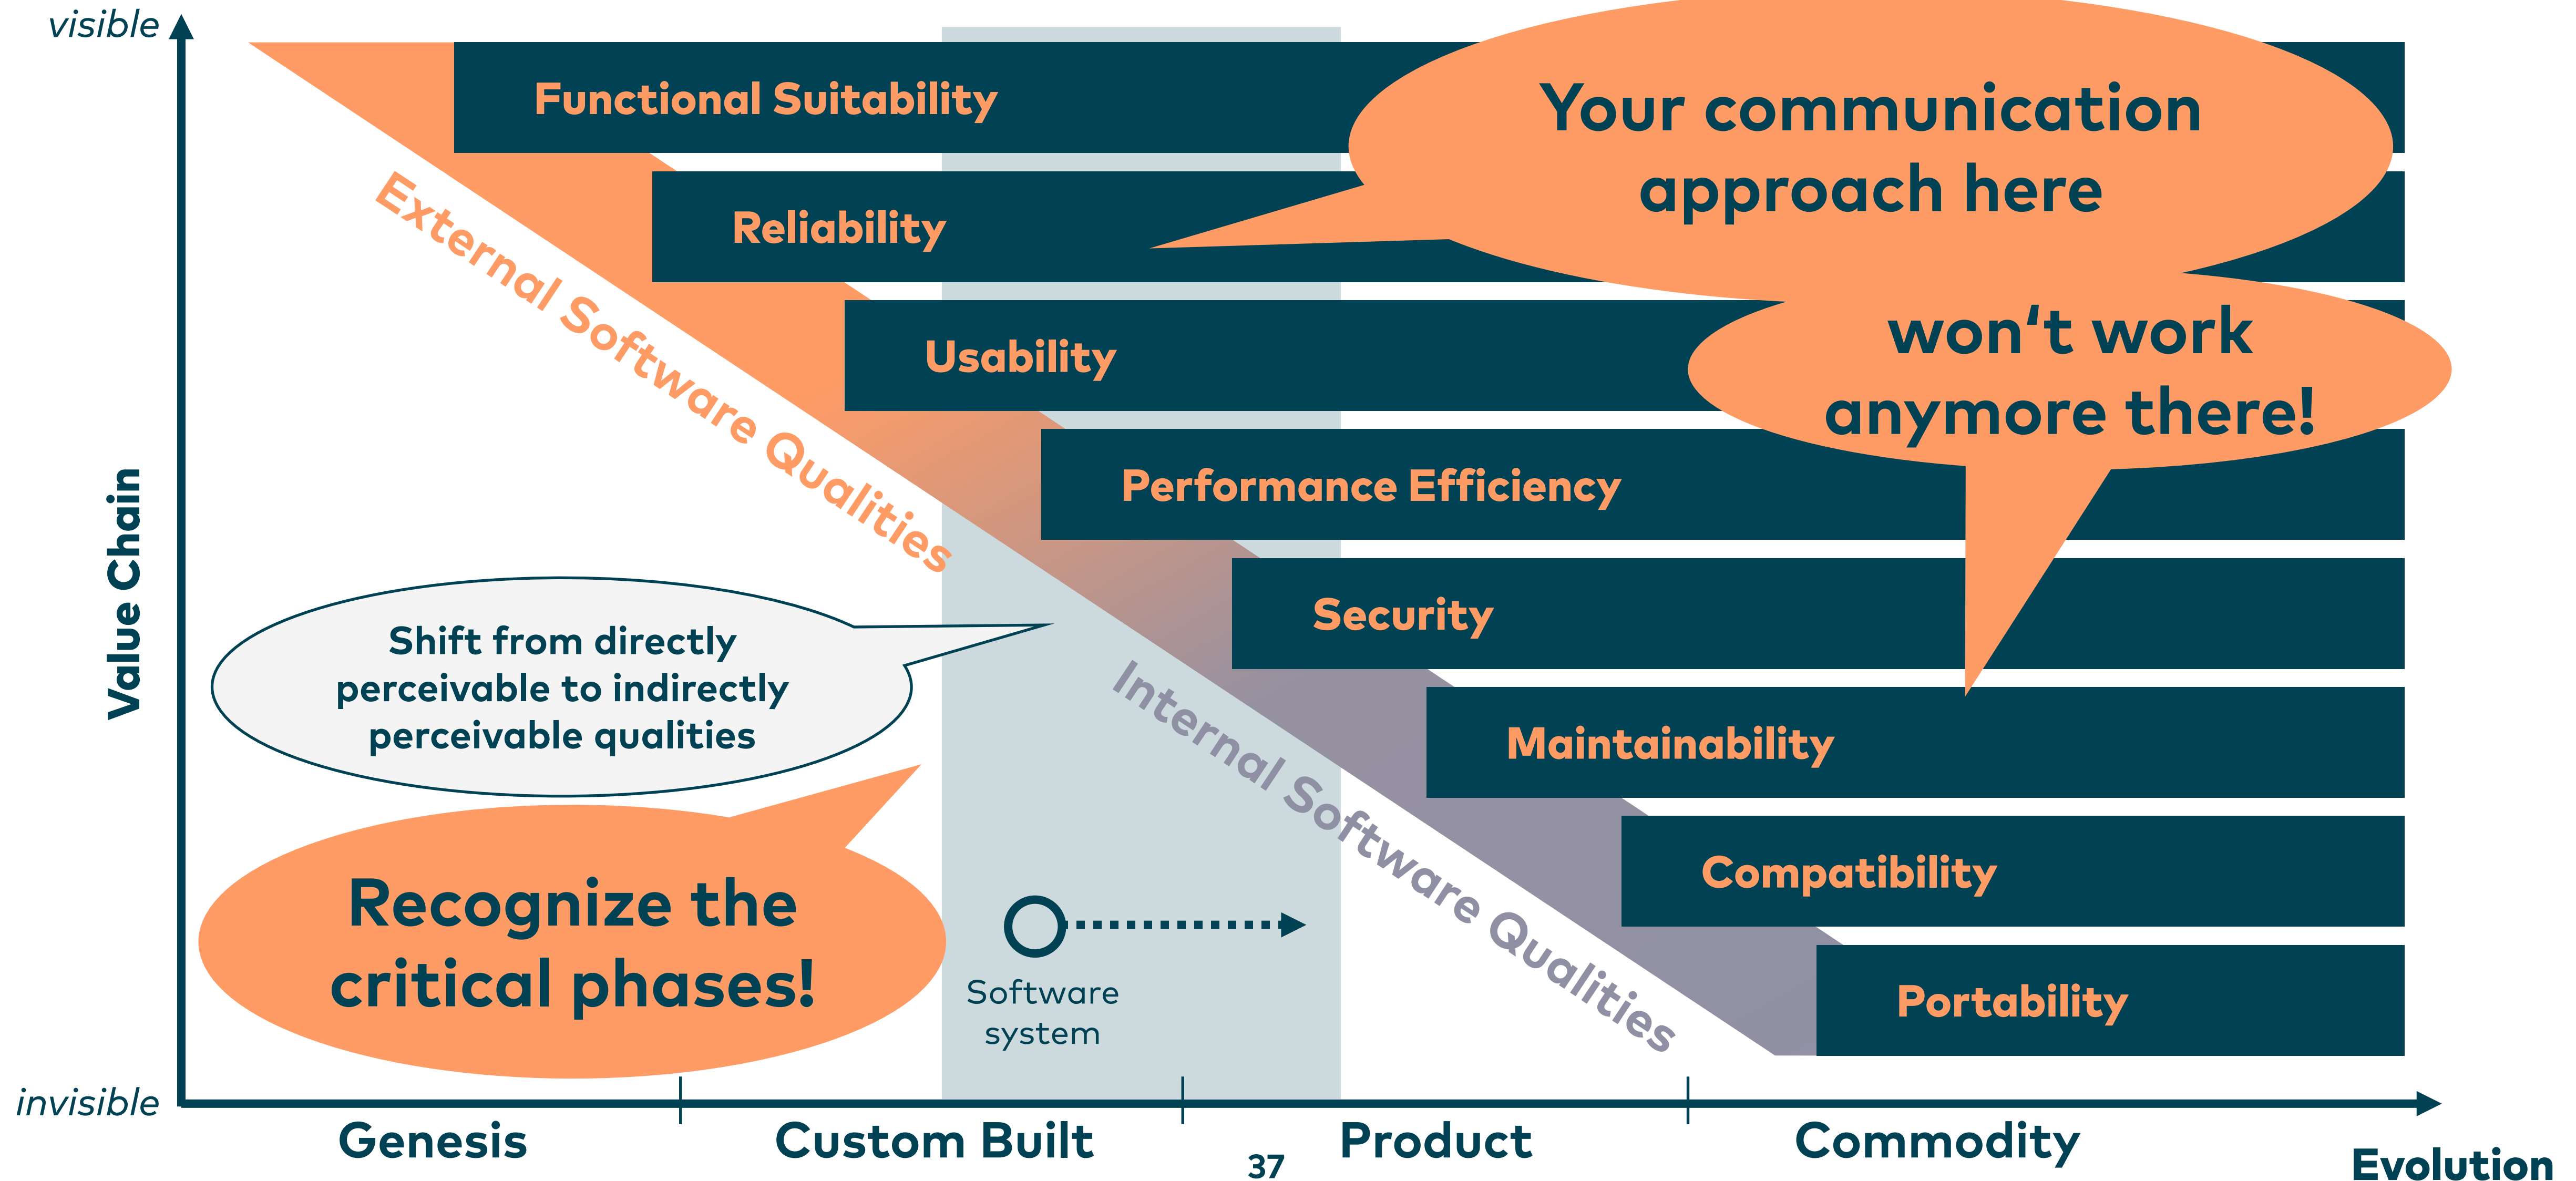 visible
Functional Suitability
Your communication
approach here
External Software Qualities
Reliability
won‘t work
anymore there!
Usability
Performance Efficiency
Value Chain
Shift from directly
perceivable to indirectly
perceivable qualities
Security
Internal Software Qualities
Maintainability
Recognize the
critical phases!
Compatibility
Software
system
Portability
invisible
Genesis
Custom Built
Product
Commodity
37
Evolution